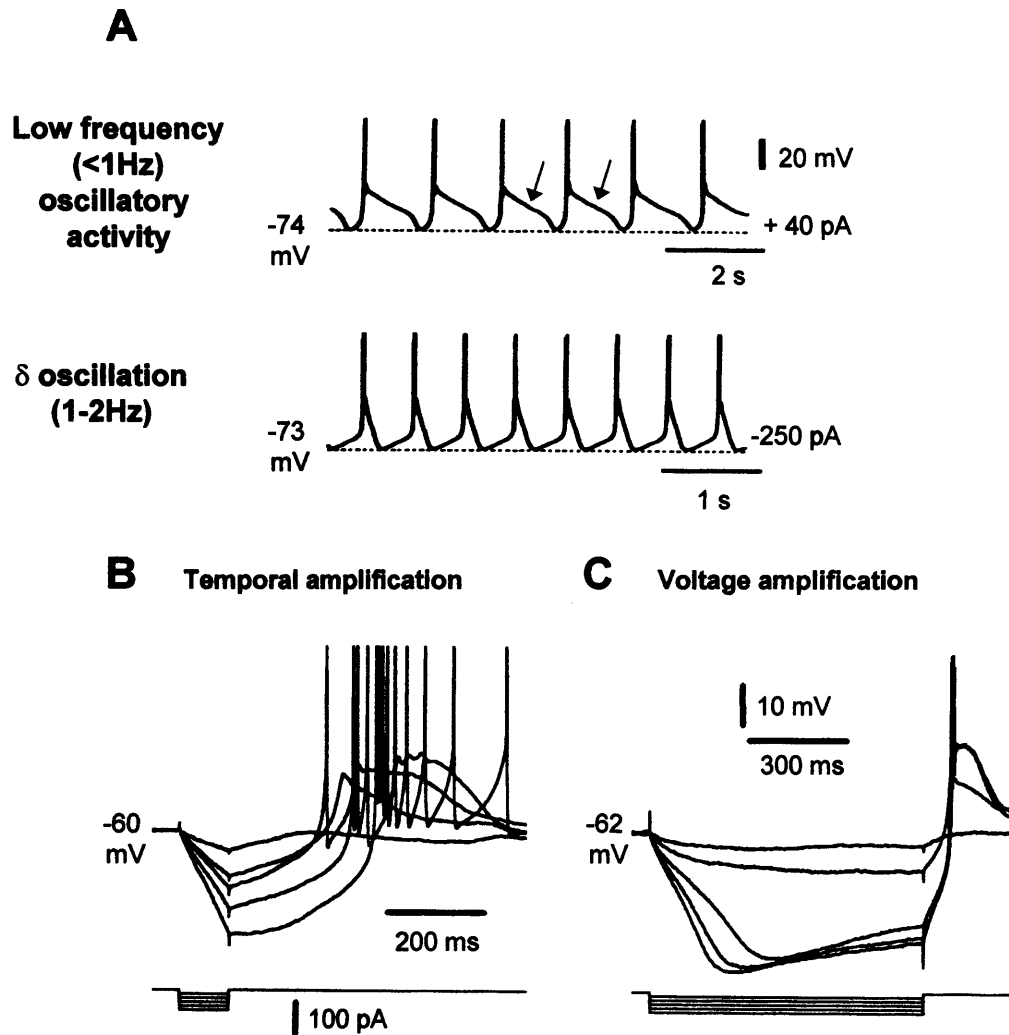 A
Low frequency
(<1Hz)
oscillatory
activity
20 mV
-74
mV
+ 40 pA
2 s
δ oscillation
(1-2Hz)
-73
mV
-250 pA
1 s
B Temporal amplification
-60
mV
200 ms
100 pA
C Voltage amplification
10 mV
300 ms
-62
mV